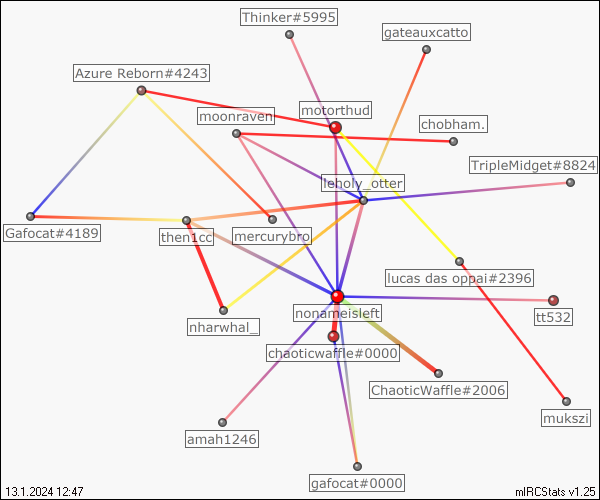 Thinker#5995
gateauxcatto
Azure Reborn#4243
motorthud
moonraven
chobham.
TripleMidget#8824
leholy_otter
Gafocat#4189
then1cc
mercurybro
lucas das oppai#2396
nonameisleft
tt532
nharwhal_
chaoticwaffle#0000
ChaoticWaffle#2006
mukszi
amah1246
gafocat#0000
13.1.2024 12:47
mIRCStats v1.25